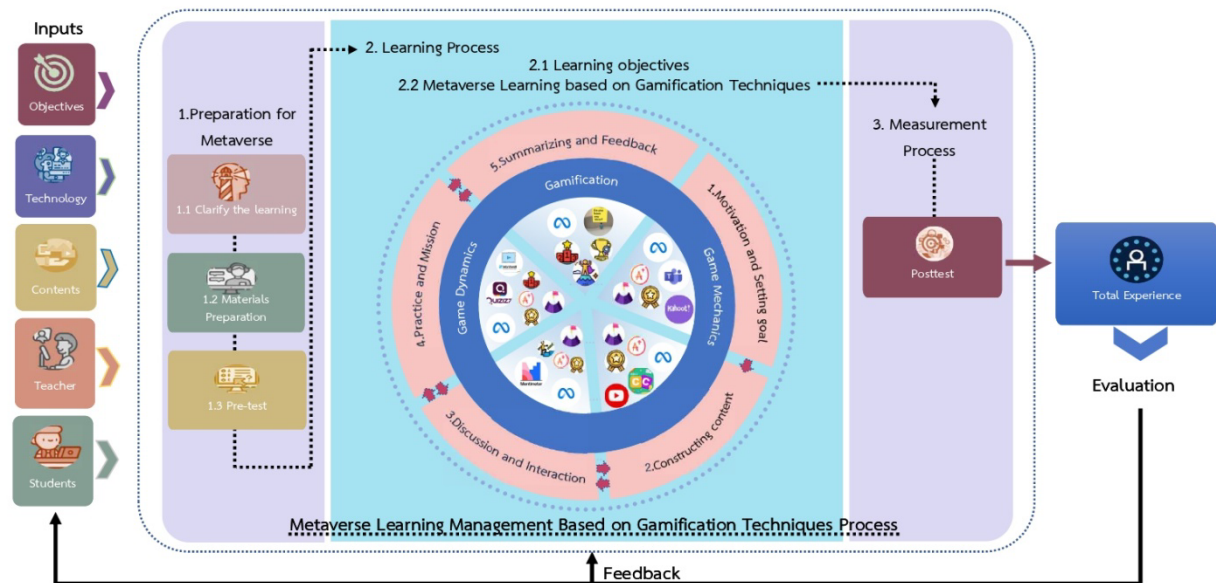 Inputs
Objectives
Technology
Contents
Teacher
Students
1.Preparation for
Metaverse
1.1 Clarify the learning
1.2 Materials
Preparation
1.3 Pre-test
2. Learning Process
2.1 Learning objectives
2.2 Metaverse Learning based on Gamification Techniques
5.Summarizing and Feedback
1.Motivation and Setting goal
2.Constructing content
3.Discussion and Interaction
4.Practice and Mission
Gamification
Game Mechanics
Game Dynamics
QUIZIZZ
Kahoot!
Mentimeter
3. Measurement
Process
Posttest
Total Experience
Evaluation
Metaverse Learning Management Based on Gamification Techniques Process
Feedback